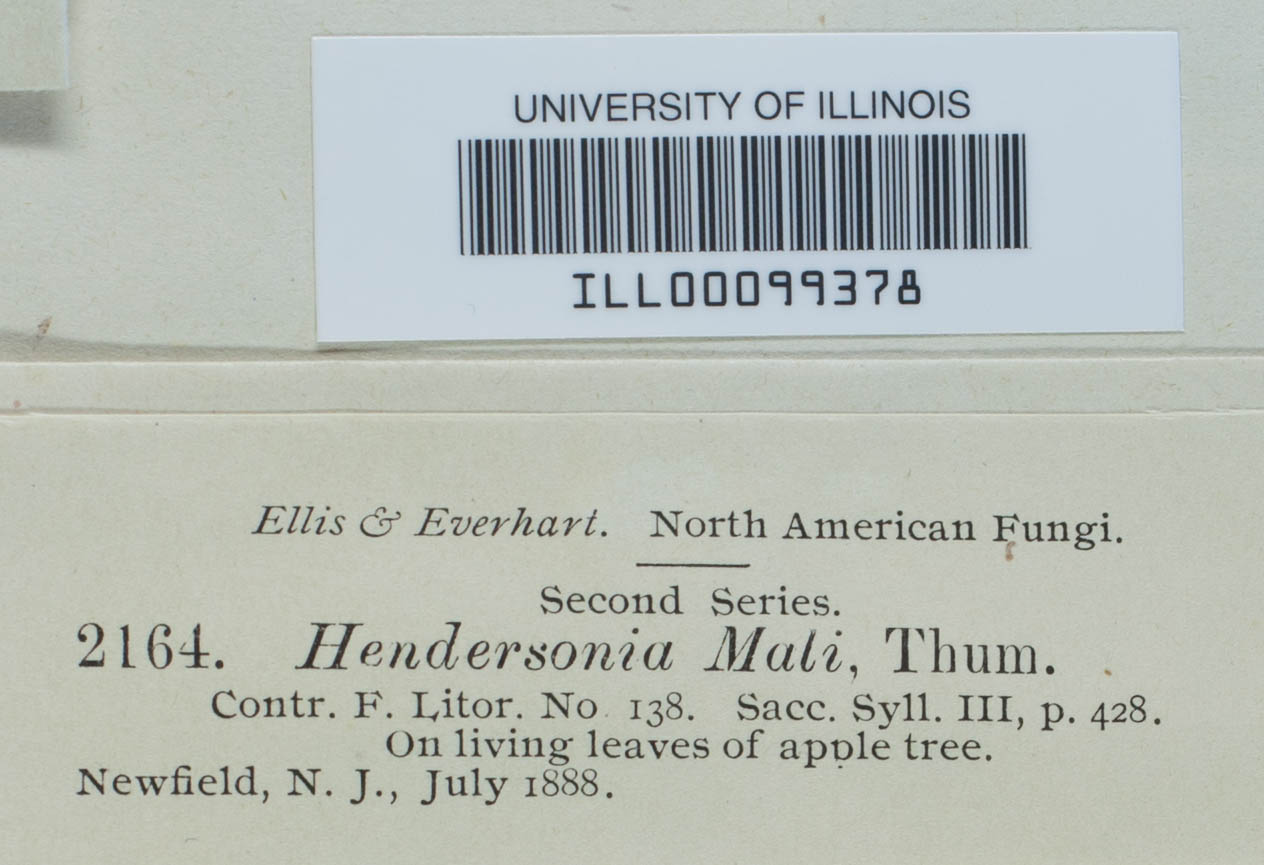 UNIVERSITY OF ILLINOIS
ILL00099378
Ellis & Everhart. North American Fungi.
Second Series.
2164. Hendersonia Mali, Thum.
Contr. F. Litor. No. 138. Sacc. Syll. III, p. 428.
On living leaves of apple tree.
Newfield, N. J., July 1888.